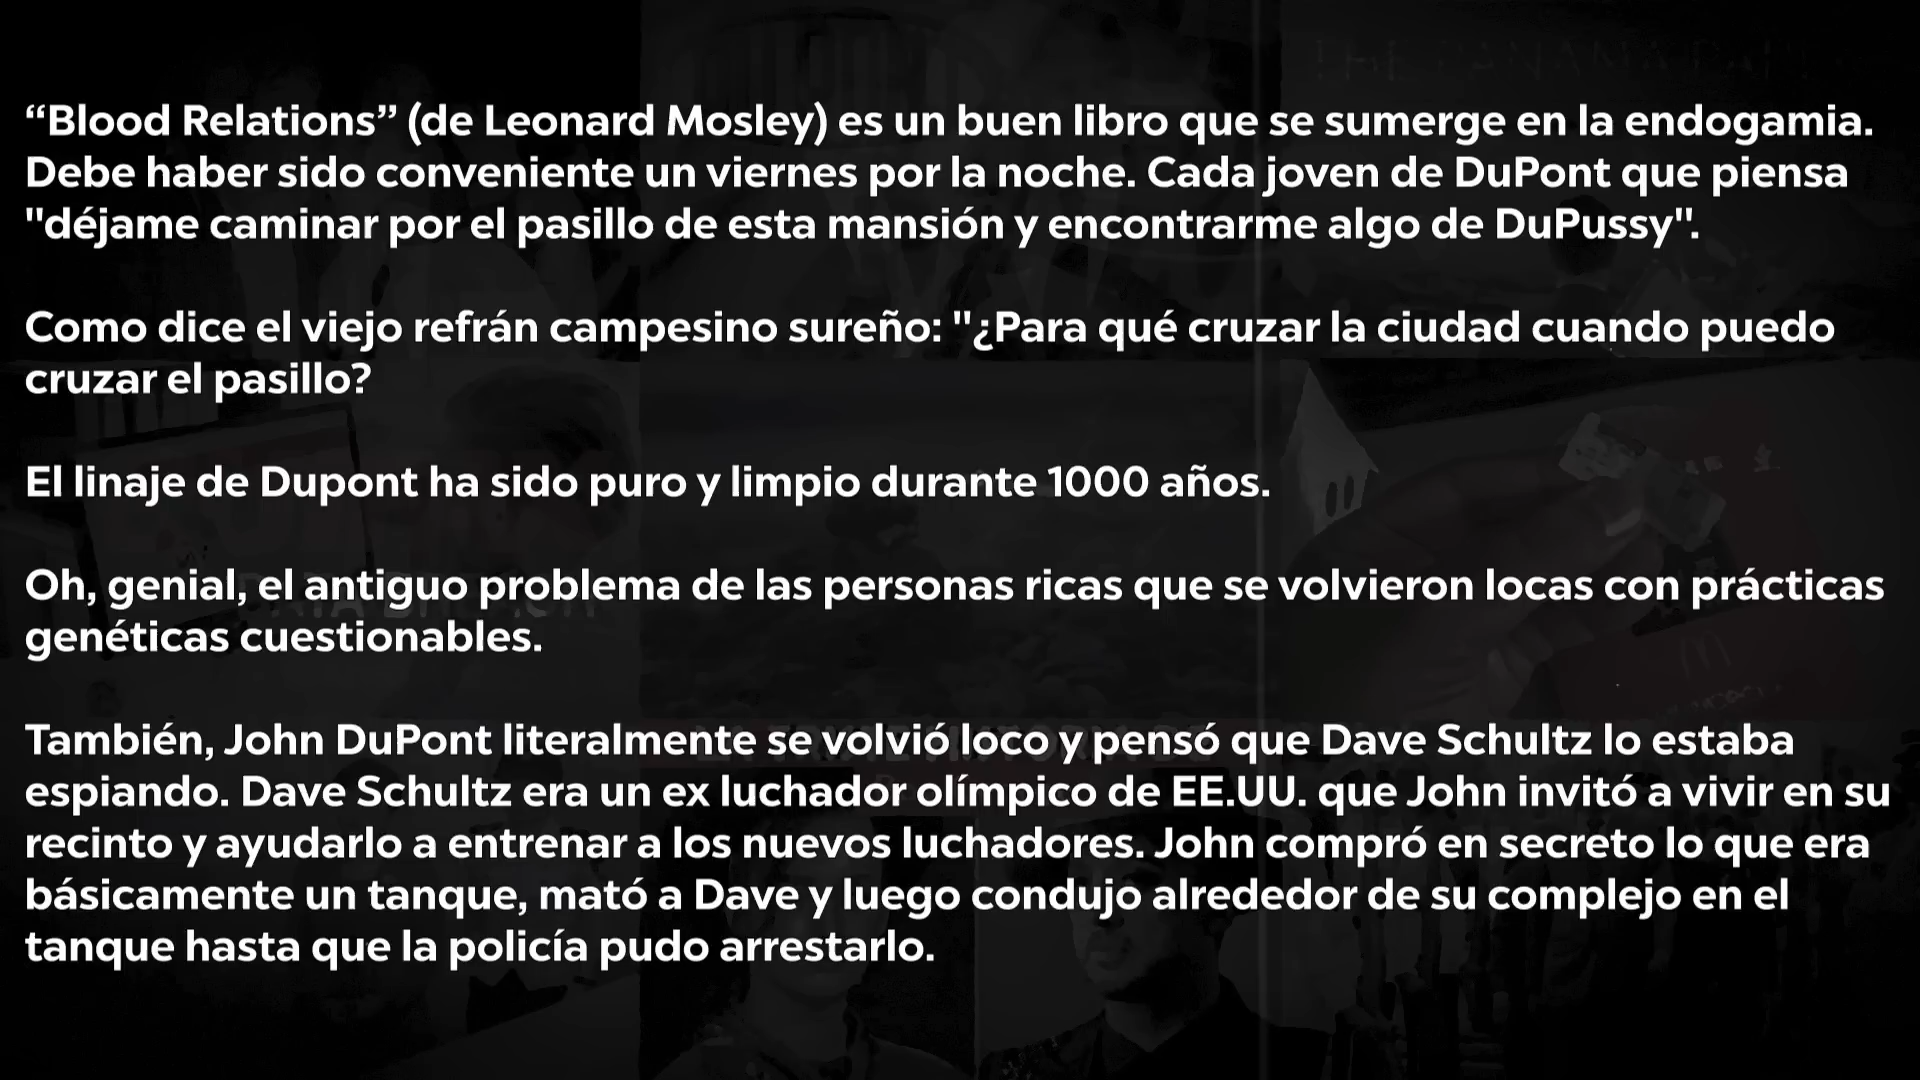 “Blood Relations” (de Leonard Mosley) es un buen libro que se sumerge en la endogamia.
Debe haber sido conveniente un viernes por la noche. Cada joven de DuPont que piensa
"déjame caminar por el pasillo de esta mansión y encontrarme algo de DuPussy".
Como dice el viejo refrán campesino sureño: "¿Para qué cruzar la ciudad cuando puedo
cruzar el pasillo?
El linaje de Dupont ha sido puro y limpio durante 1000 años.
Oh, genial, el antiguo problema de las personas ricas que se volvieron locas con prácticas
genéticas cuestionables.
También, John DuPont literalmente se volvió loco y pensó que Dave Schultz lo estaba
espiando. Dave Schultz era un ex luchador olímpico de EE.UU. que John invitó a vivir en su
recinto y ayudarlo a entrenar a los nuevos luchadores. John compró en secreto lo que era
básicamente un tanque, mató a Dave y luego condujo alrededor de su complejo en el
tanque hasta que la policía pudo arrestarlo.